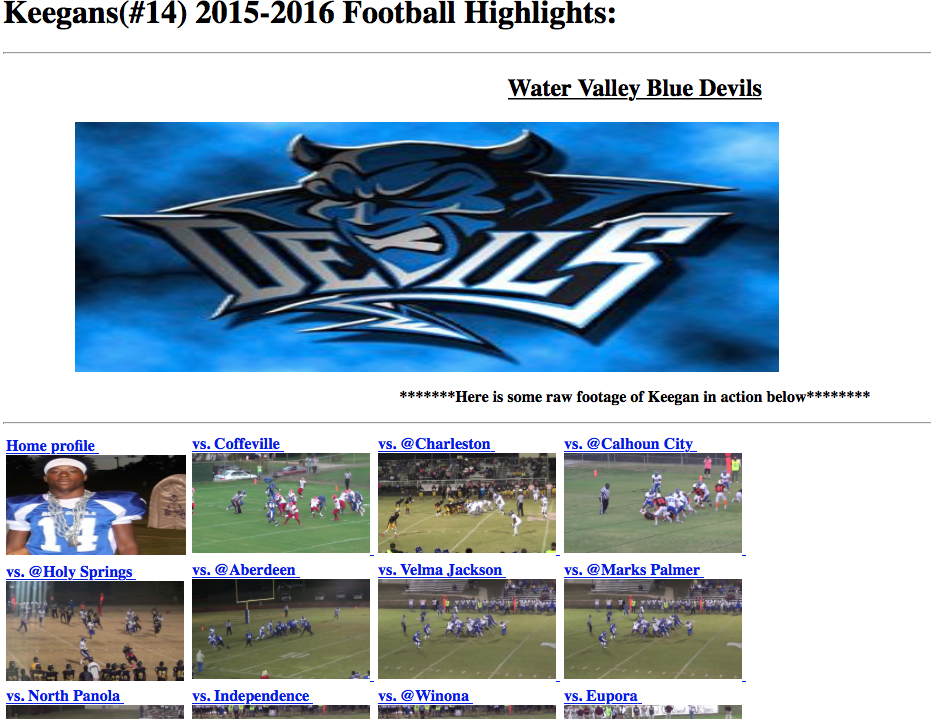 Keegans(#14) 2015-2016 Football Highlights:
Water Valley Blue Devils
DEVILS
*******Here is some raw footage of Keegan in action below********
Home profile
vs. Coffeville
vs. @Charleston
vs. @Calhoun City
14
vs. @Holy Springs
vs. @Aberdeen
vs. Velma Jackson
vs. @Marks Palmer
vs. North Panola
vs. Independence
vs. @Winona
vs. Eupora